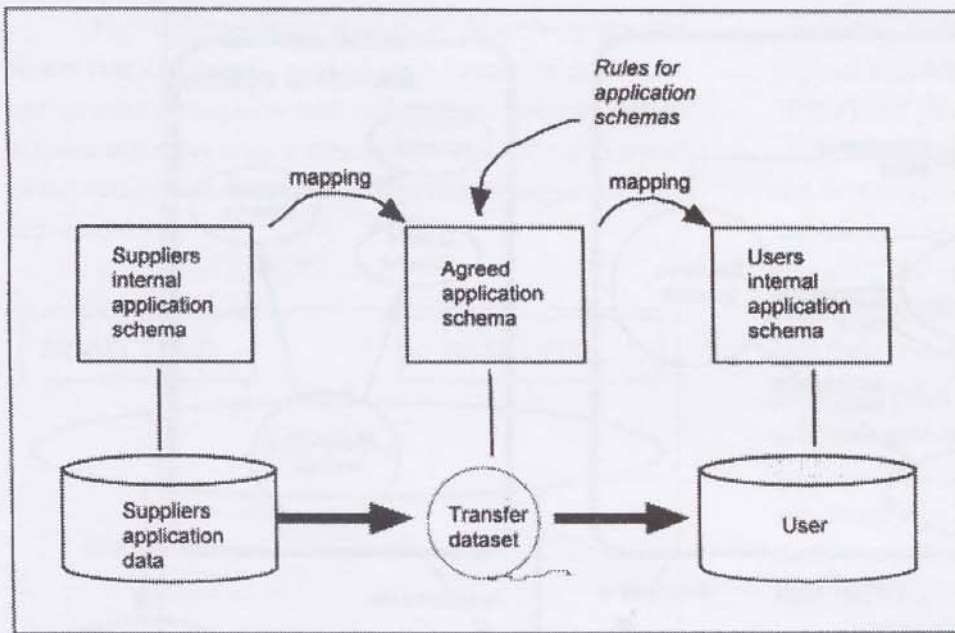 Rules for
application
schemas
mapping
mapping
Suppliers
internal
application
schema
Agreed
application
schema
Users
internal
application
schema
Suppliers
application
data
Transfer
dataset
User